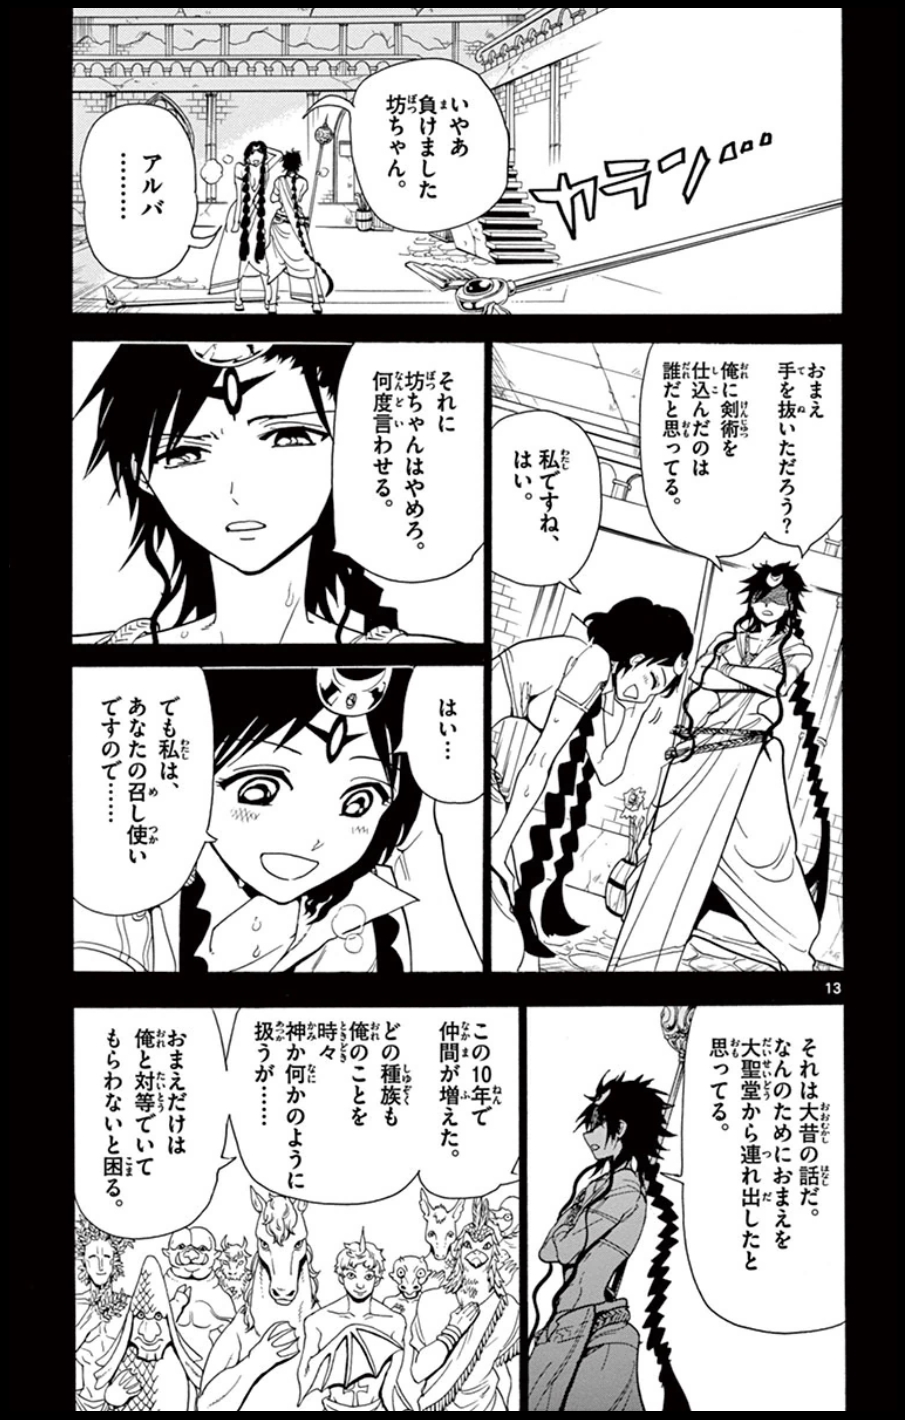 カラン…
いやあ
負けました
坊ちゃん。
アルバ
………
おまえ
手を抜いただろう?
俺に剣術を
仕込んだのは
誰だと思ってる。
私ですね、
はい。
それに
坊ちゃんはやめろ。
何度言わせる。
はい…
でも私は、
あなたの召し使い
ですので……
13
それは大昔の話だ。
なんのためにおまえを
大聖堂から連れ出したと
思ってる。
この10年で
仲間が増えた。
どの種族も
俺のことを
時々
神か何かのように
扱うが……
おまえだけは
俺と対等でいて
もらわないと困る。